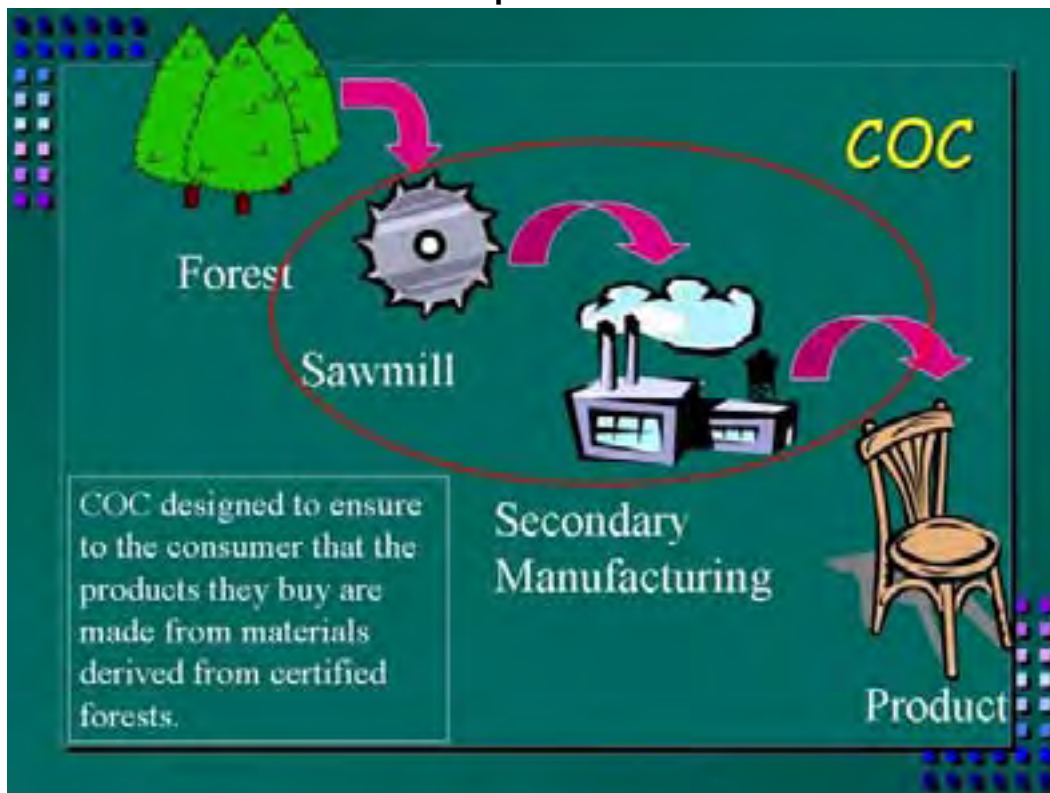 COC
Forest
Sawmill
Secondary
Manufacturing
COC designed to ensure
to the consumer that the
products they buy are
made from materials
derived from certified
forests.
Product